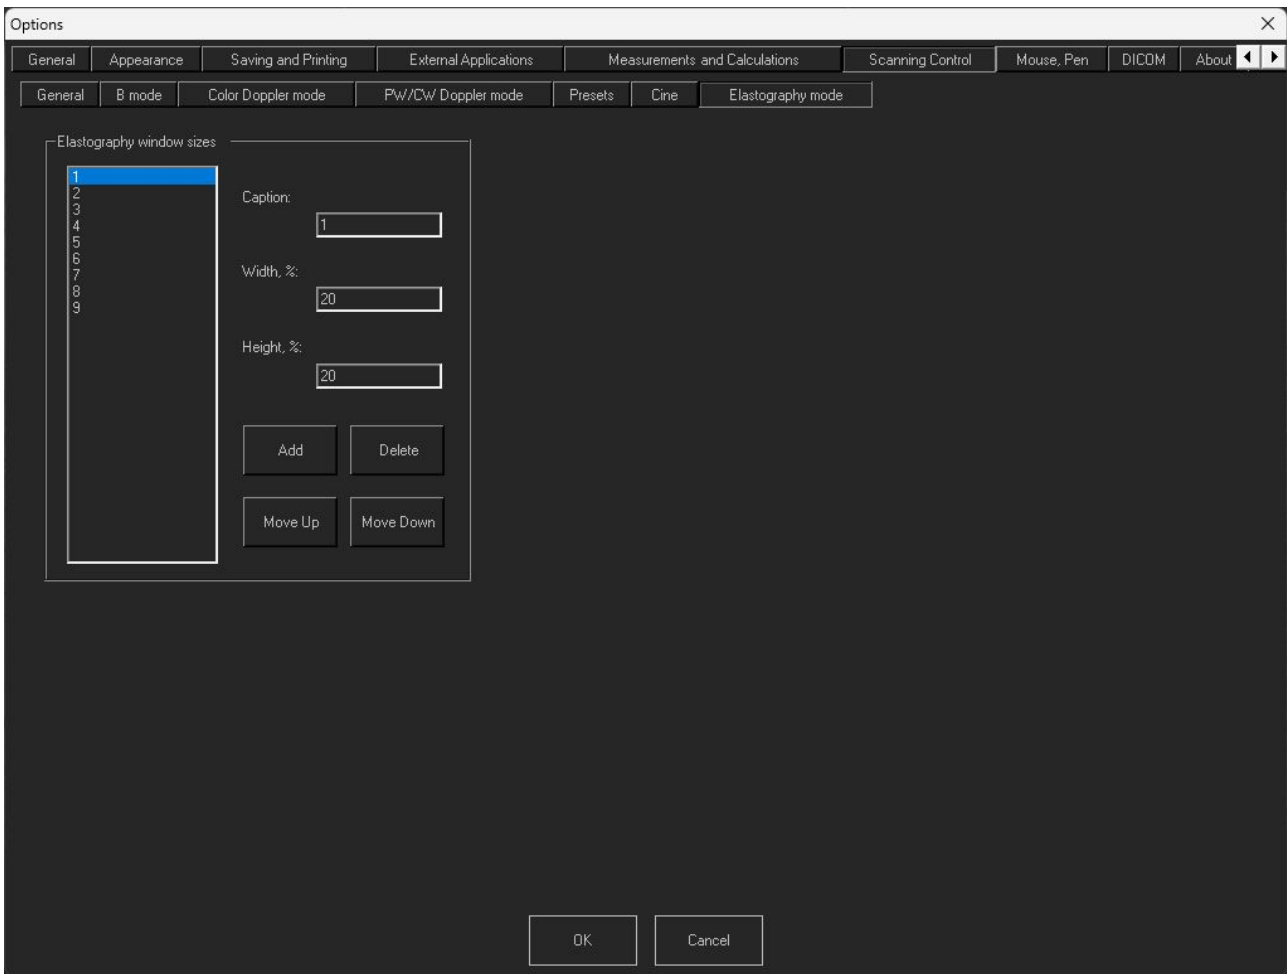 Options
General Appearance Saving and Printing External Applications Measurements and Calculations Scanning Control Mouse, Pen DICOM About
General B mode Color Doppler mode PW/CW Doppler mode Presets Cine Elastography mode
Elastography window sizes
1
2
3
4
5
6
7
8
9
Caption:
1
Width, %:
20
Height, %:
20
Add Delete
Move Up Move Down
OK Cancel